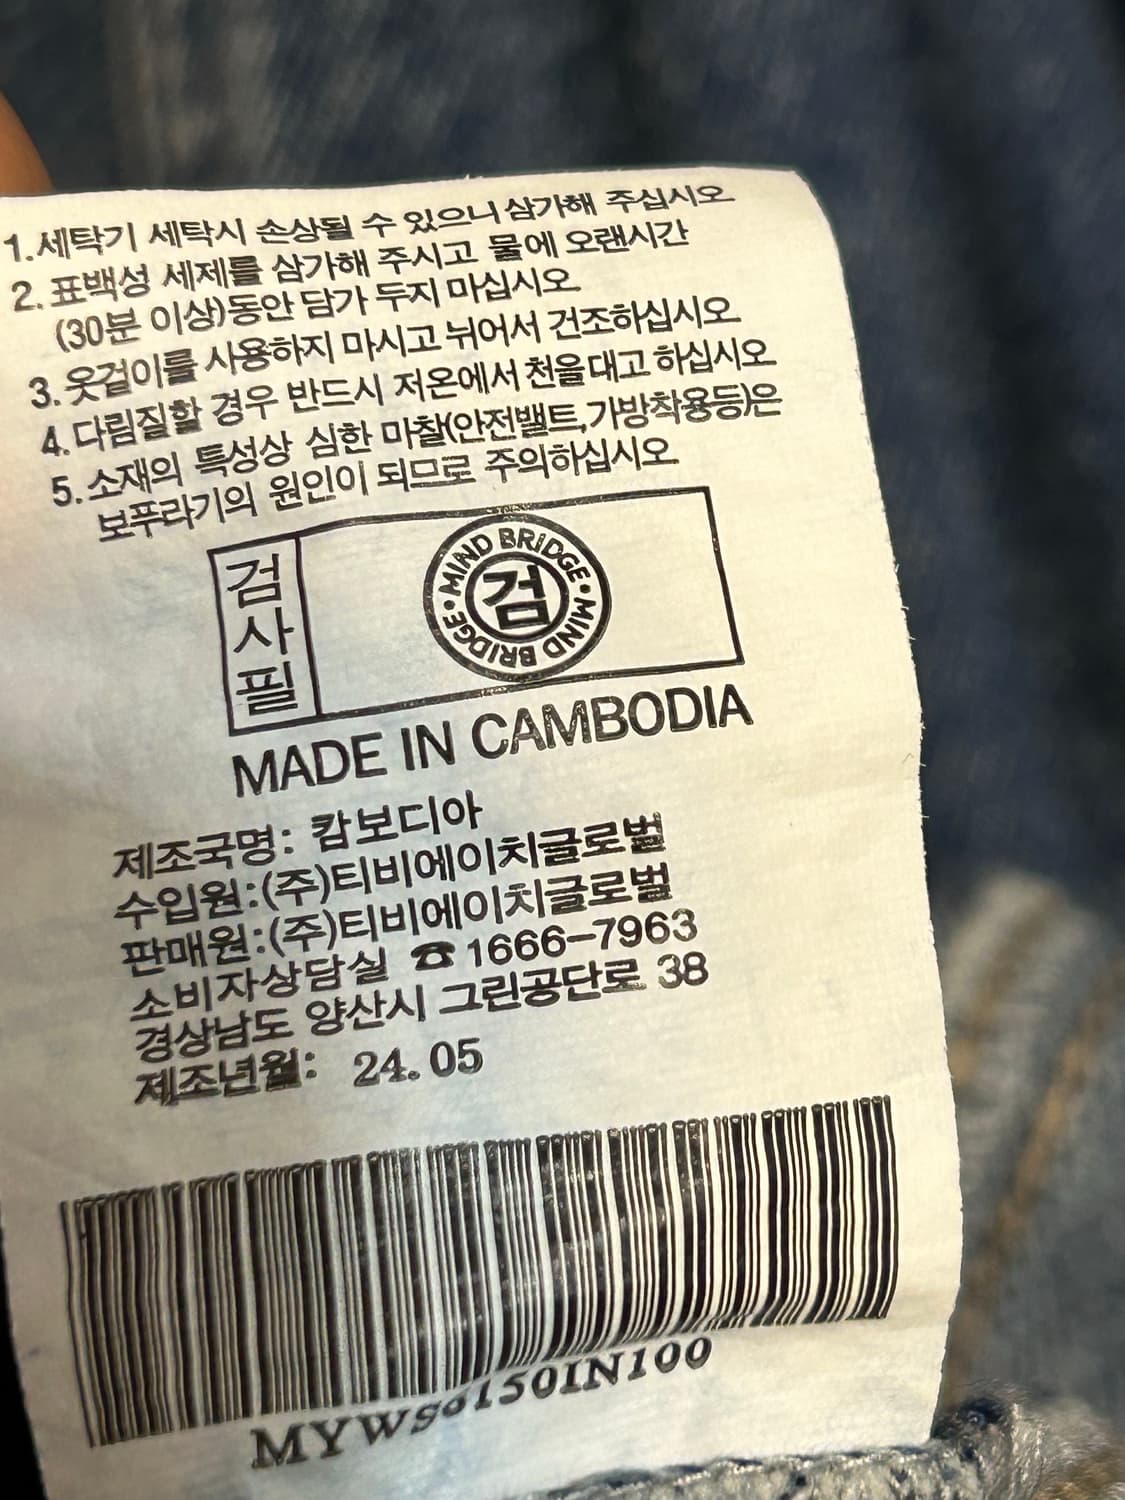 1. 세탁기 세탁시 손상될 수 있으니 삼가해 주십시오
2. 표백성 세제를 삼가해 주시고 물에 오랜시간
(30분 이상)동안 담가 두지 마십시오
3. 옷걸이를 사용하지 마시고 뉘어서 건조하십시오
4. 다림질할 경우 반드시 저온에서 천을대고 하십시오
5. 소재의 특성상 심한 마찰(안전밸트,가방착용등)은
보푸라기의 원인이 되므로 주의하십시오
검사필
MIND BRIDGE • MIND BRIDGE •
검
MADE IN CAMBODIA
제조국명: 캄보디아
수입원:(주)티비에이치글로벌
판매원:(주)티비에이치글로벌
소비자상담실 ☎1666-7963
경상남도 양산시 그린공단로 38
제조년월: 24. 05
MYWS6150IN100